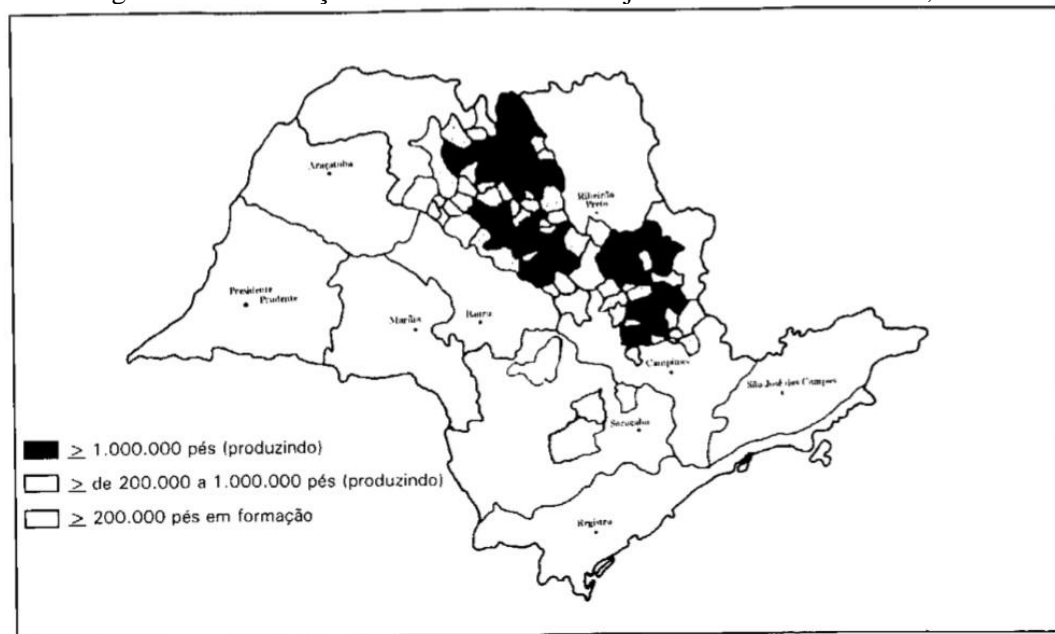 Araçatuba
Ribeirão
Preto
Presidente
Prudente
Marília
Bauru
Campinas
São José dos Campos
Sorocaba
≥ 1.000.000 pés (produzindo)
≥ de 200.000 a 1.000.000 pés (produzindo)
≥ 200.000 pés em formação
Registro